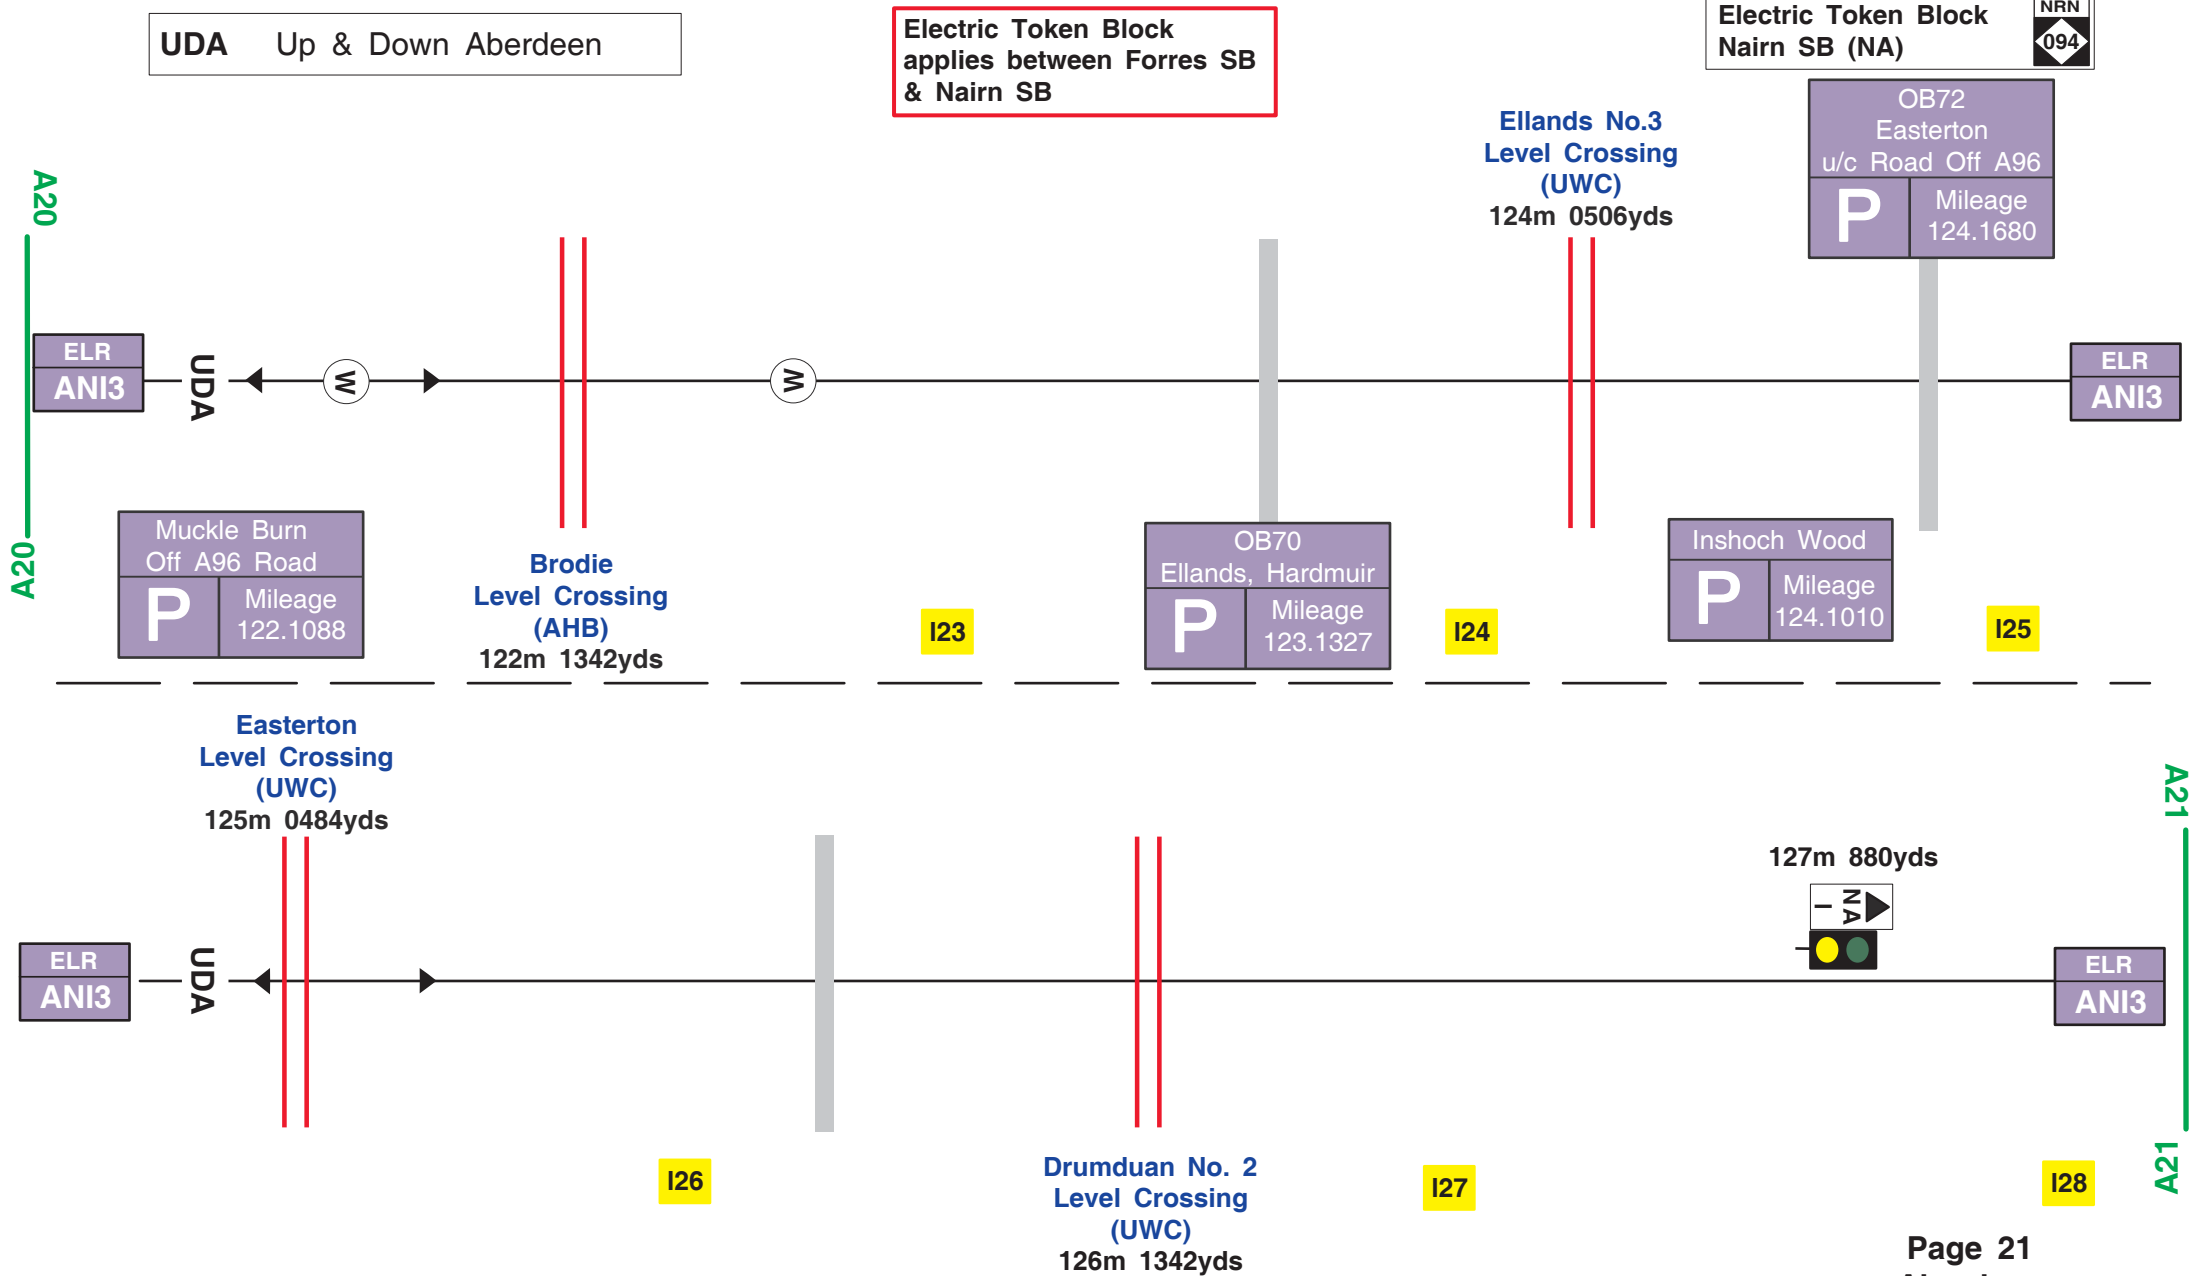 UDA Up & Down Aberdeen
Electric Token Block
applies between Forres SB
& Nairn SB
Electric Token Block
Nairn SB (NA)
NRN
094
OB72
Easterton
u/c Road Off A96
P
Mileage
124.1680
Ellands No.3
Level Crossing
(UWC)
124m 0506yds
A20
ELR
ANI3
UDA
W
W
ELR
ANI3
A20
Muckle Burn
Off A96 Road
P
Mileage
122.1088
Brodie
Level Crossing
(AHB)
122m 1342yds
I23
OB70
Ellands, Hardmuir
P
Mileage
123.1327
I24
Inshoch Wood
P
Mileage
124.1010
I25
Easterton
Level Crossing
(UWC)
125m 0484yds
A21
127m 880yds
NA
1
ELR
ANI3
UDA
ELR
ANI3
A21
I26
Drumduan No. 2
Level Crossing
(UWC)
126m 1342yds
I27
I28
Page 21